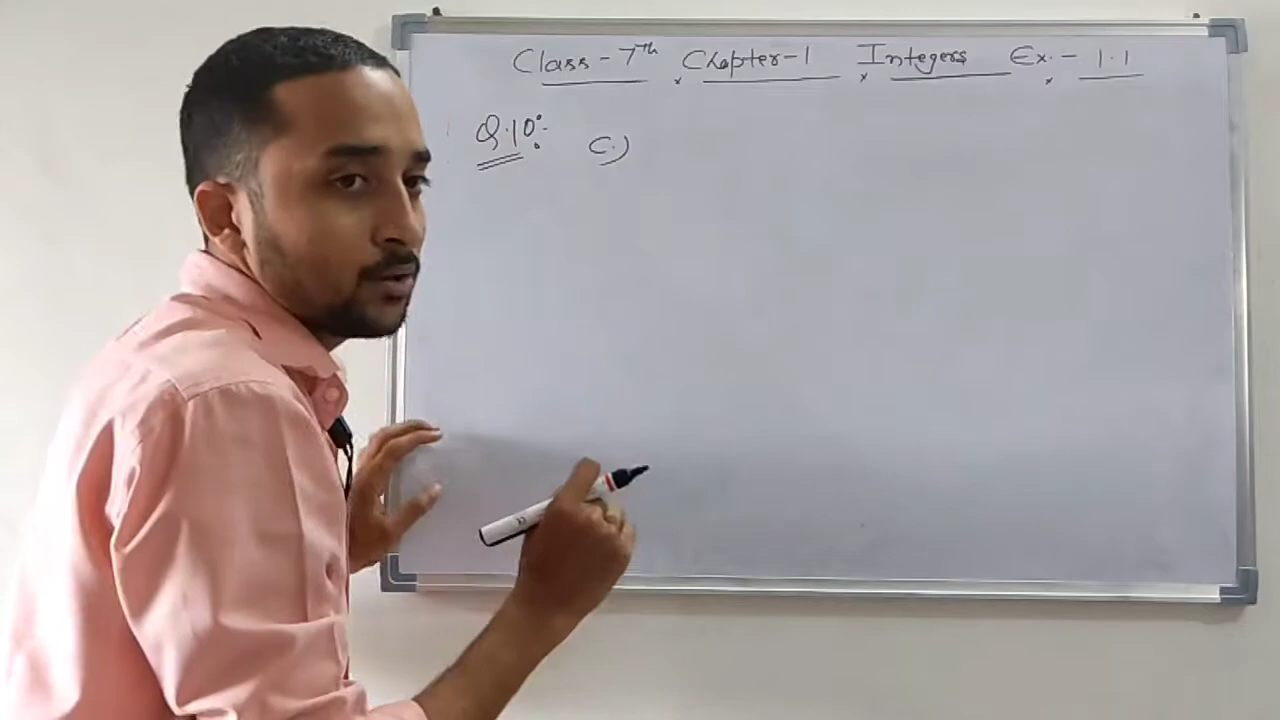 Class - 7th Chapter-1 Integers Ex.- 1.1
Q.10:- C.)